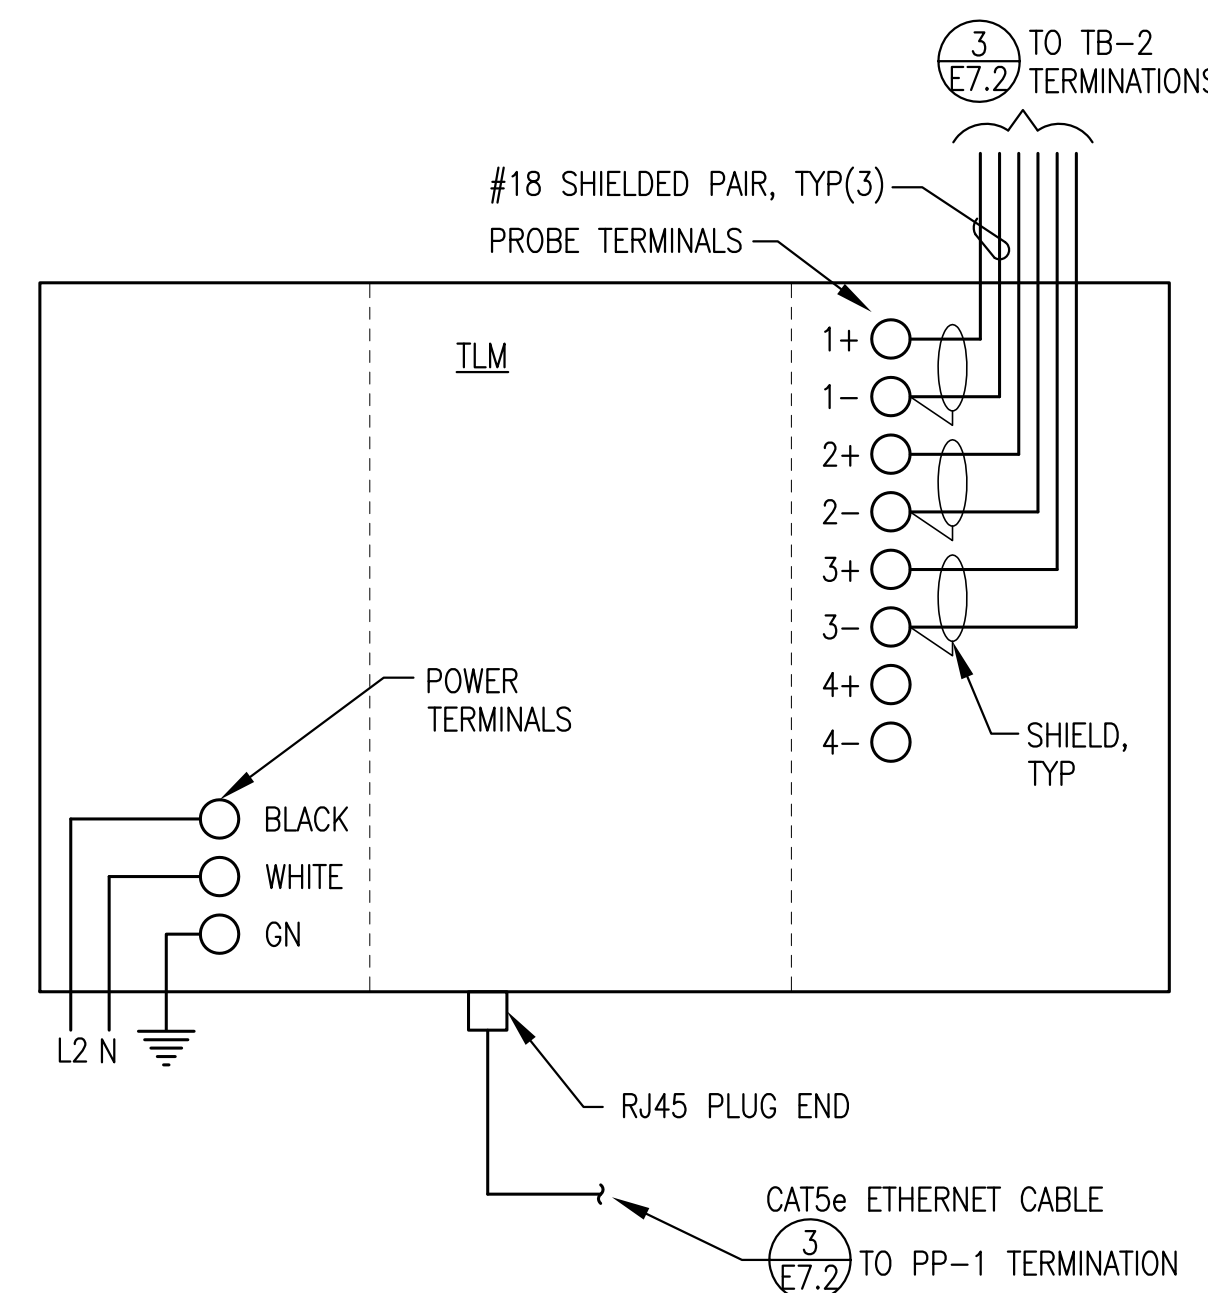 3
E7.2
TO TB-2
TERMINATIONS
#18 SHIELDED PAIR, TYP(3)
PROBE TERMINALS
TLM
1+
1-
2+
2-
3+
3-
4+
4-
SHIELD,
TYP
POWER
TERMINALS
BLACK
WHITE
GN
L2 N
RJ45 PLUG END
CAT5e ETHERNET CABLE
3
E7.2
TO PP-1 TERMINATION